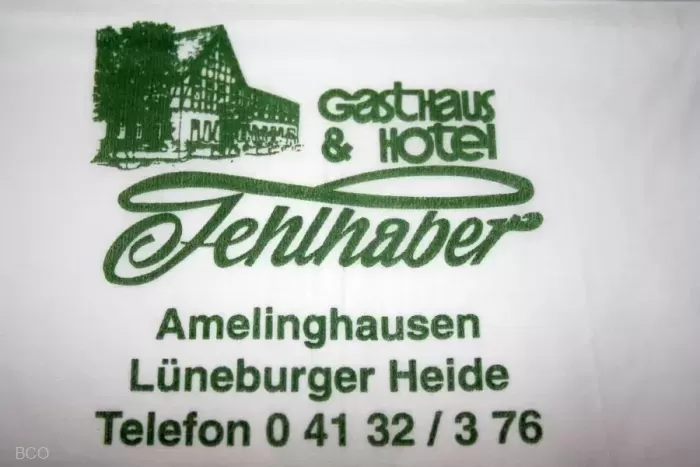 Gasthaus
& Hotel
Fehlhaber
Amelinghausen
Lüneburger Heide
Telefon 0 41 32 / 3 76
BCO